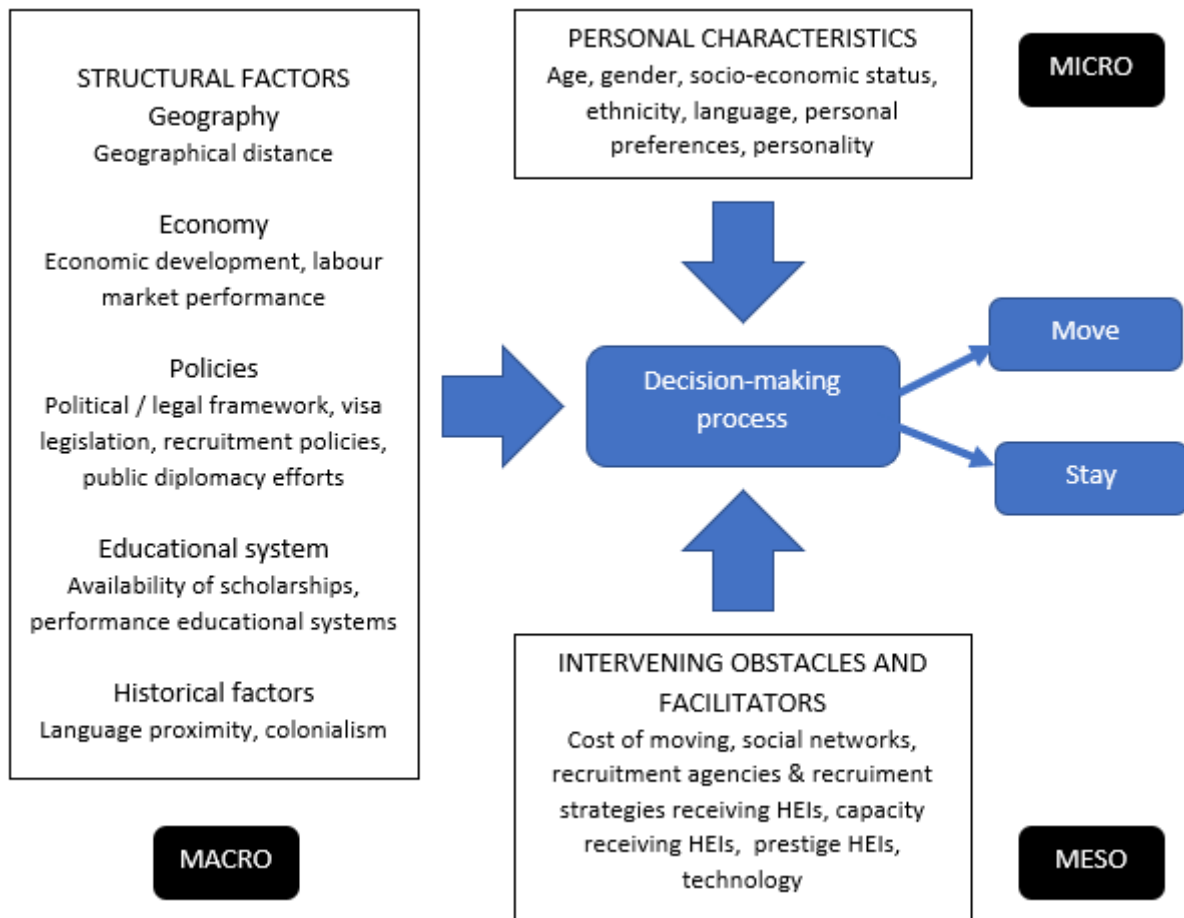 STRUCTURAL FACTORS
Geography
Geographical distance
Economy
Economic development, labour
market performance
Policies
Political / legal framework, visa
legislation, recruitment policies,
public diplomacy efforts
Educational system
Availability of scholarships,
performance educational systems
Historical factors
Language proximity, colonialism
MACRO
PERSONAL CHARACTERISTICS
Age, gender, socio-economic status,
ethnicity, language, personal
preferences, personality
MICRO
Decision-making
process
Move
Stay
INTERVENING OBSTACLES AND
FACILITATORS
Cost of moving, social networks,
recruitment agencies & recruiment
strategies receiving HEIs, capacity
receiving HEIs, prestige HEIs,
technology
MESO